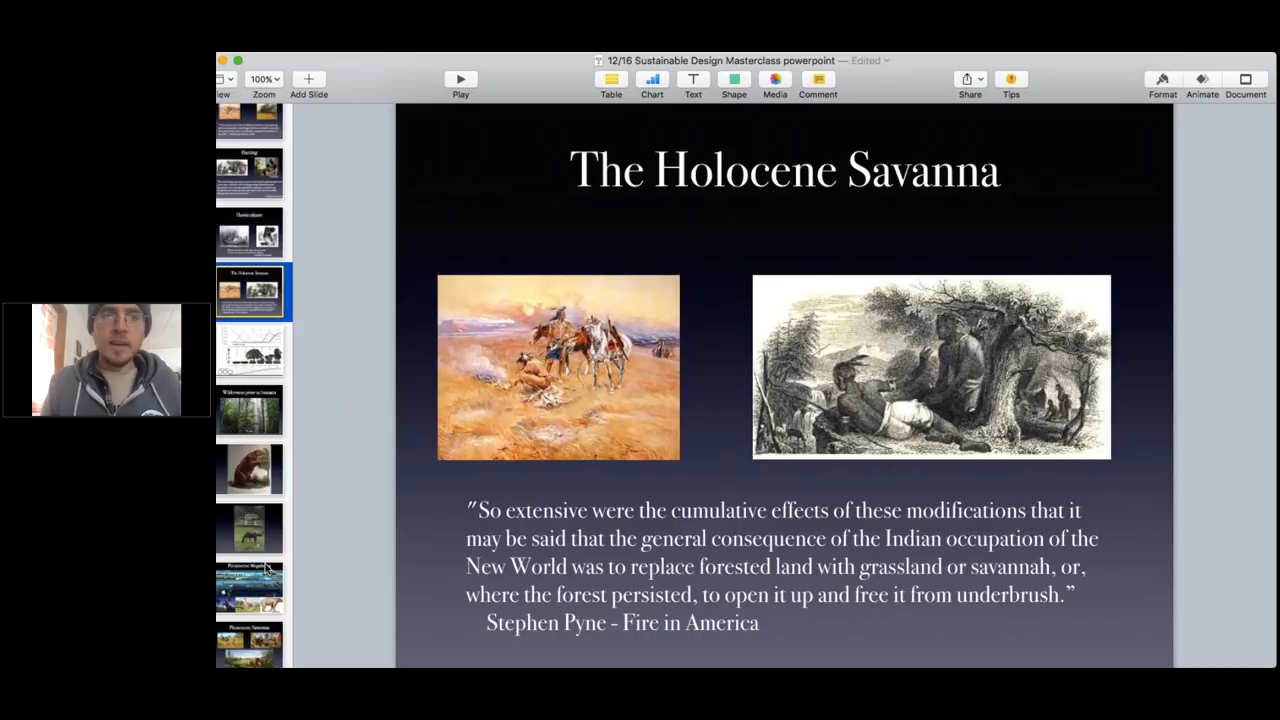 12/16 Sustainable Design Masterclass powerpoint — Edited
100%
Zoom
Add Slide
Play
Table
Chart
Text
Shape
Media
Comment
Share
Tips
Format
Animate
Document
Hunting
Horticulture
The Holocene Savanna
Wilderness prior to humans
Pleistocene Savannas
The Holocene Savanna
"So extensive were the cumulative effects of these modifications that it
may be said that the general consequence of the Indian occupation of the
New World was to replace forested land with grassland or savannah, or,
where the forest persisted, to open it up and free it from underbrush.”
Stephen Pyne - Fire in America